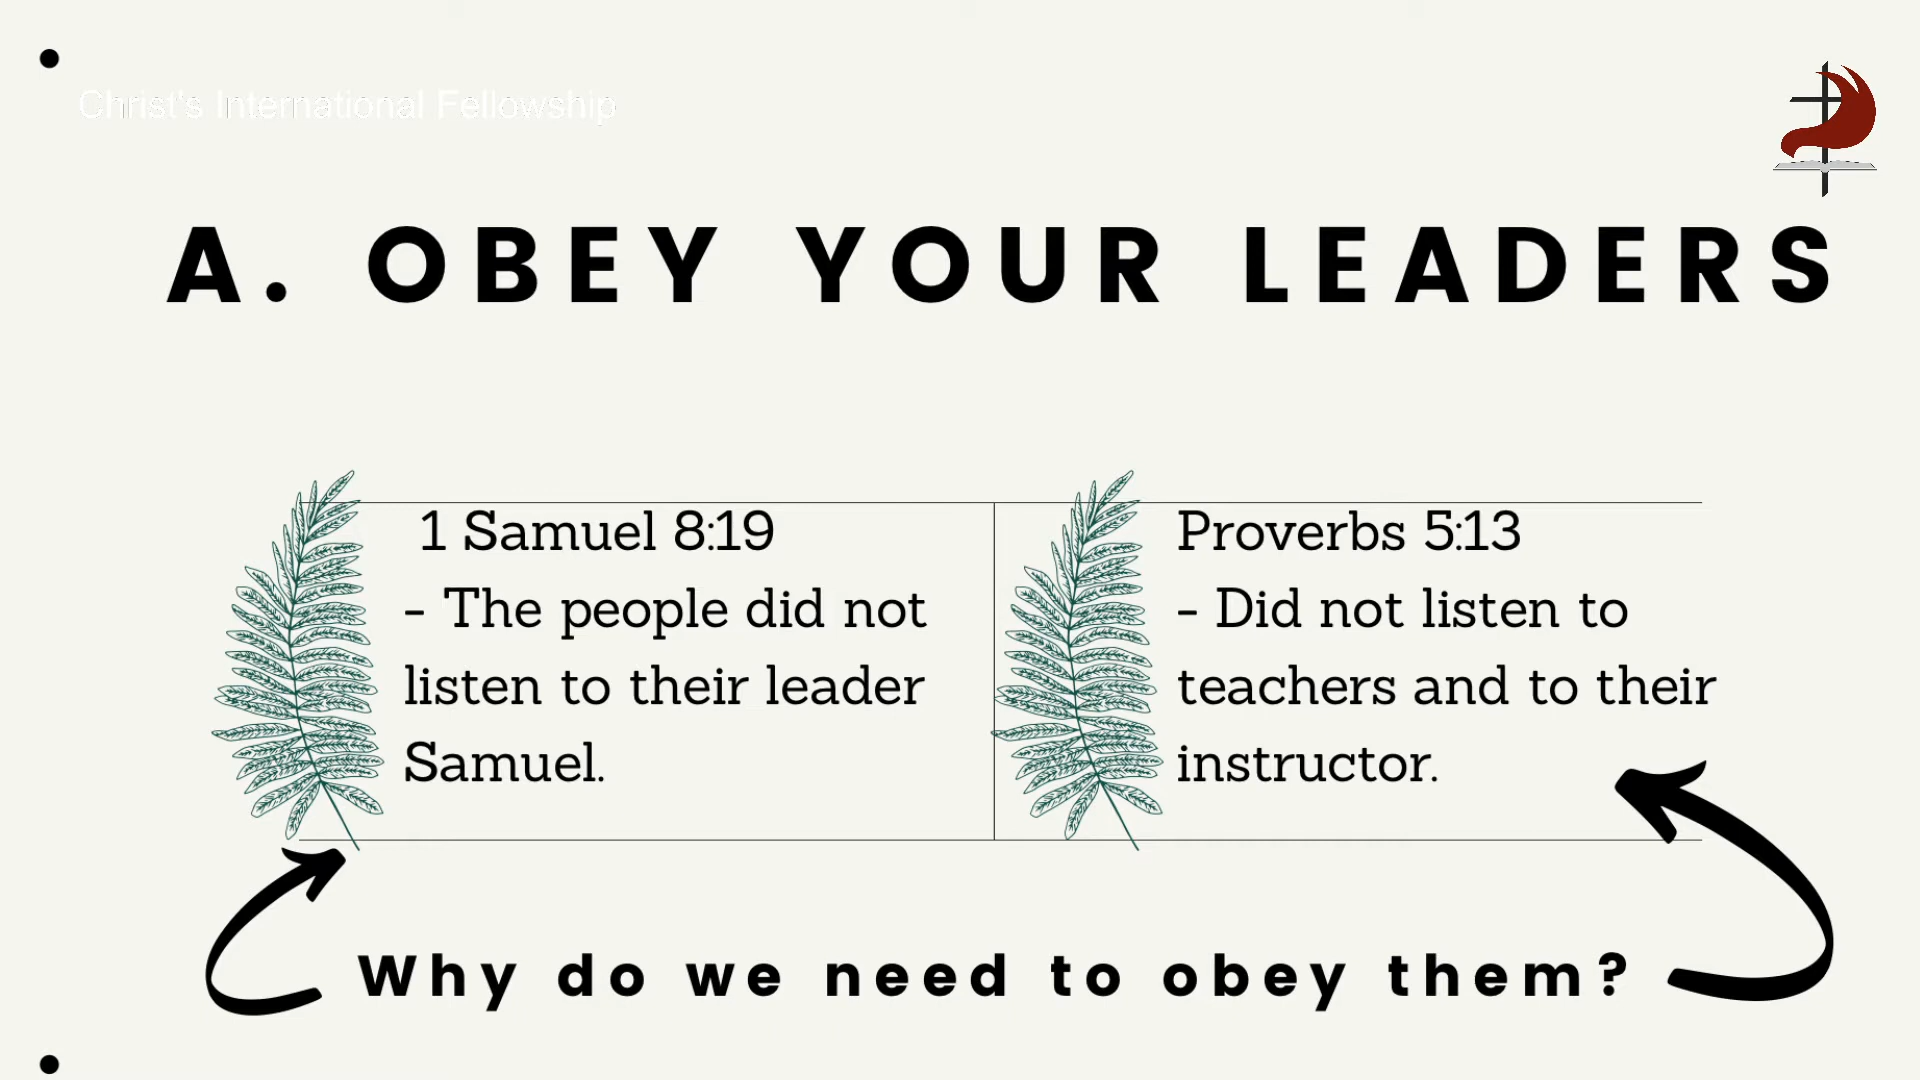 Christ's International Fellowship
A. OBEY YOUR LEADERS
1 Samuel 8:19
- The people did not
listen to their leader
Samuel.
Proverbs 5:13
- Did not listen to
teachers and to their
instructor.
Why do we need to obey them?